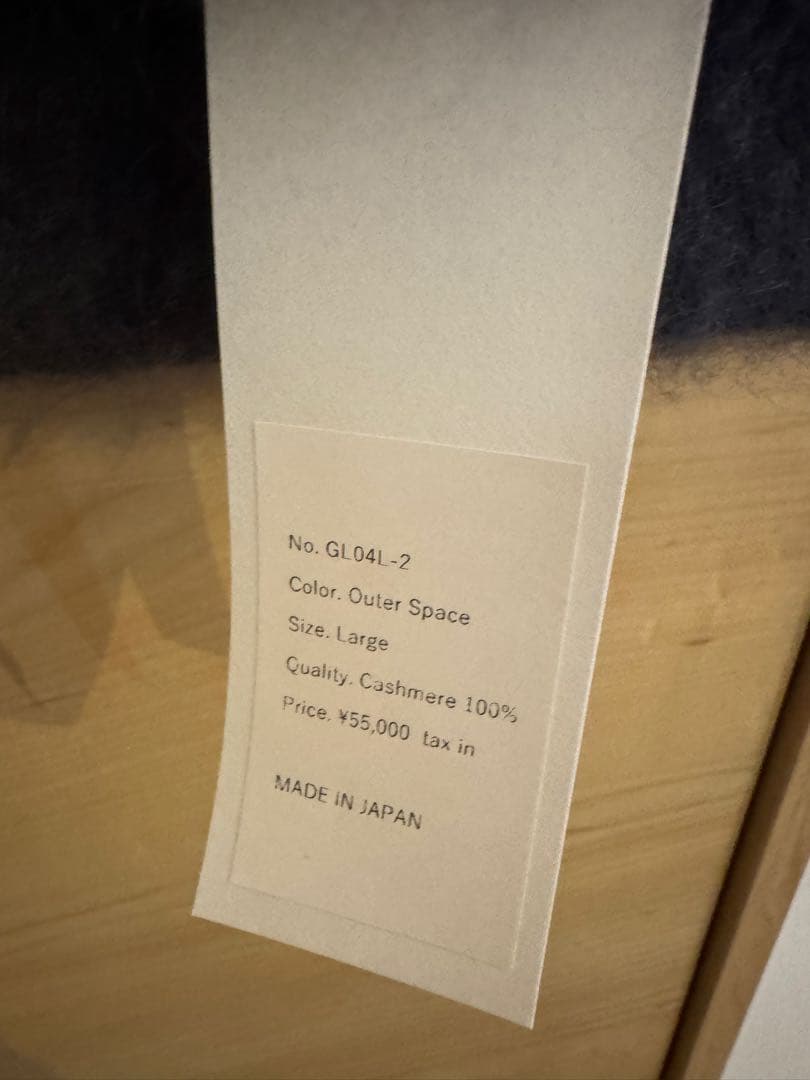 No. GL04L-2
Color. Outer Space
Size. Large
Quality. Cashmere 100%
Price. ¥55,000 tax in
MADE IN JAPAN